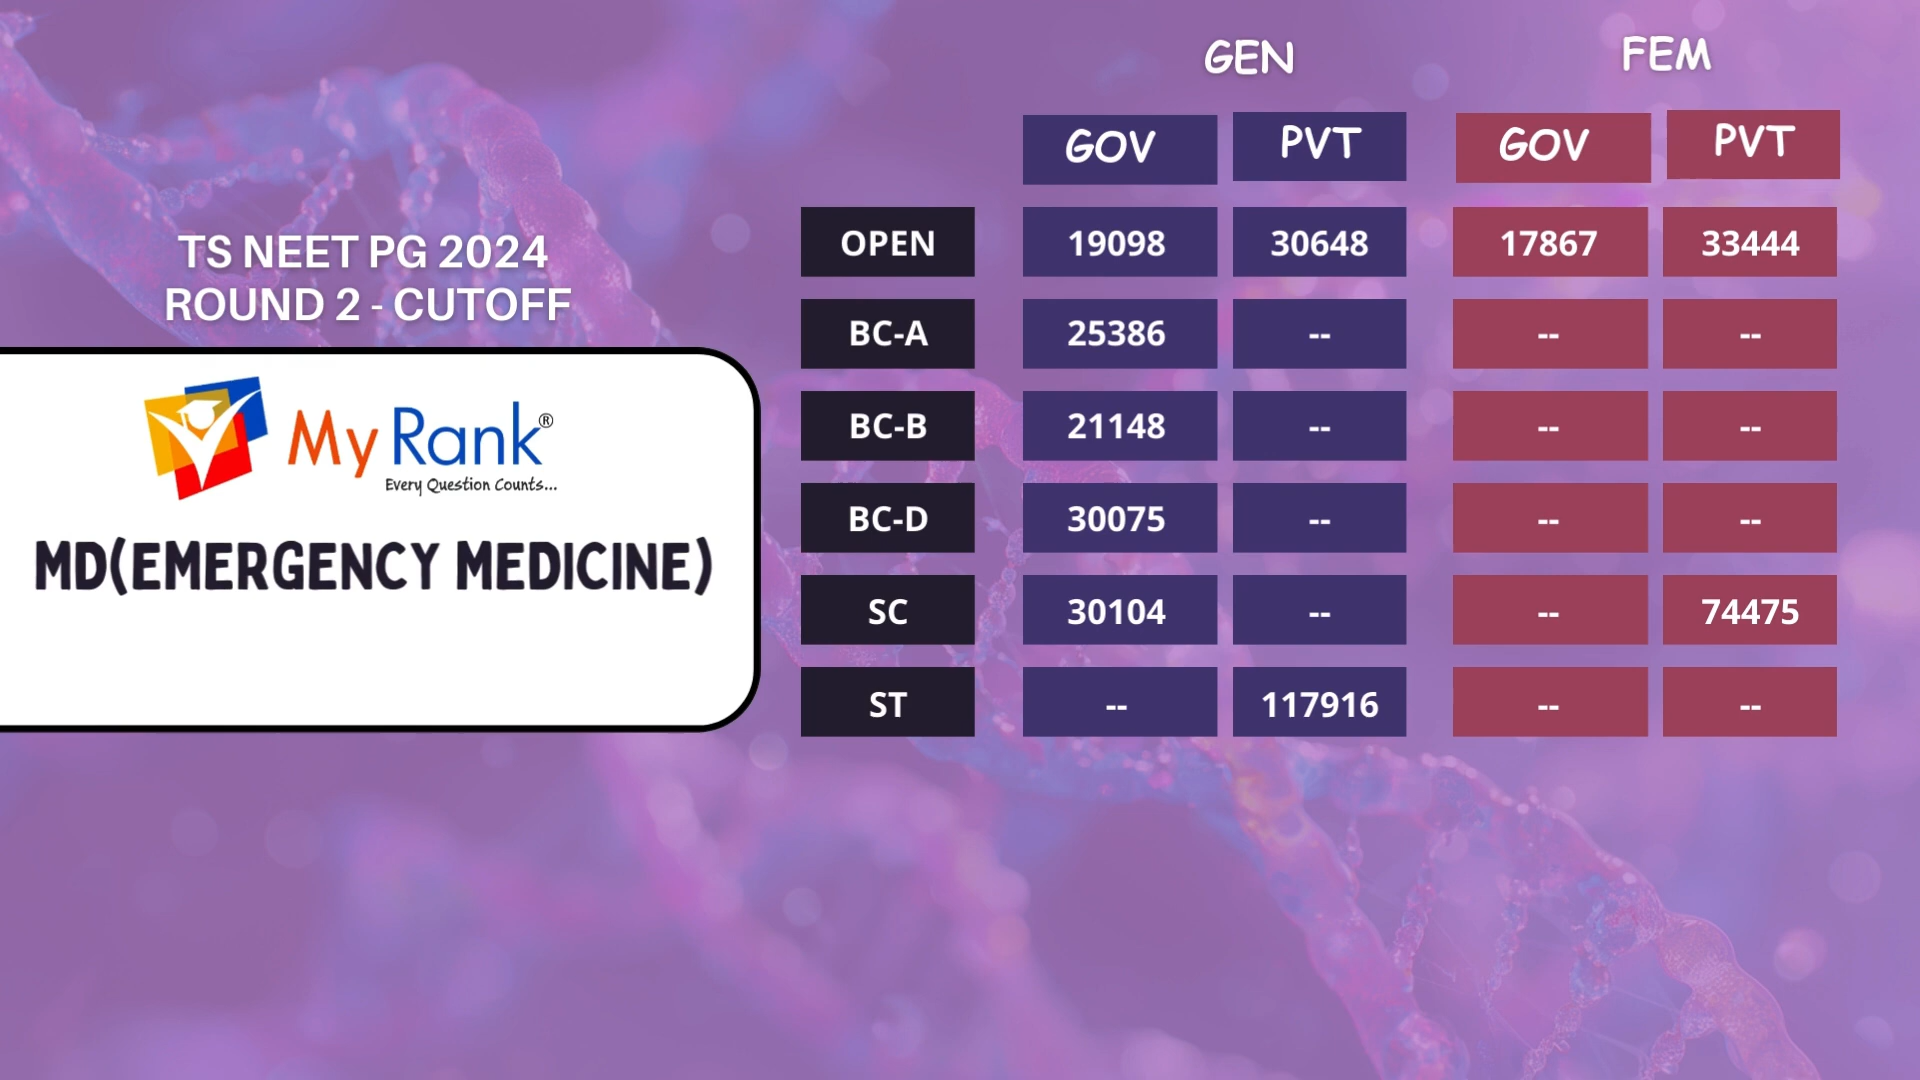 GEN FEM
GOV PVT GOV PVT
OPEN 19098 30648 17867 33444
BC-A 25386 -- -- --
BC-B 21148 -- -- --
BC-D 30075 -- -- --
SC 30104 -- -- 74475
ST -- 117916 -- --
TS NEET PG 2024
ROUND 2 - CUTOFF
My Rank®
Every Question Counts...
MD(EMERGENCY MEDICINE)